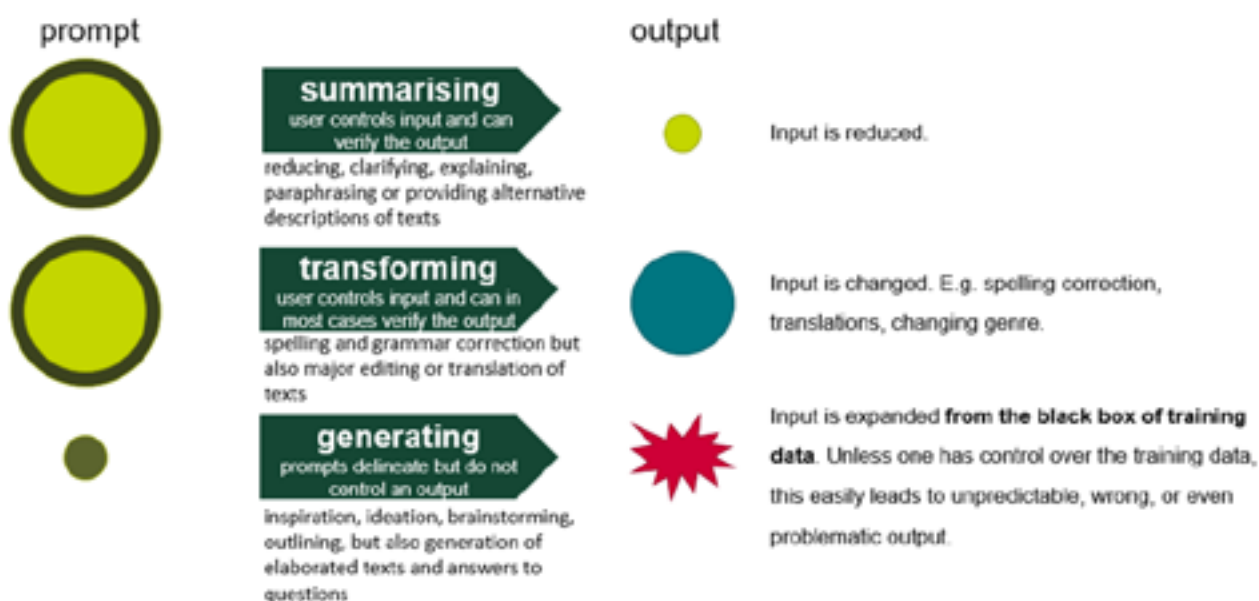 prompt
output
summarising
user controls input and can
verify the output
reducing, clarifying, explaining,
paraphrasing or providing alternative
descriptions of texts
Input is reduced.
transforming
user controls input and can in
most cases verify the output
spelling and grammar correction but
also major editing or translation of
texts
Input is changed. E.g. spelling correction,
translations, changing genre.
generating
prompts delineate but do not
control an output
inspiration, ideation, brainstorming,
outlining, but also generation of
elaborated texts and answers to
questions
Input is expanded from the black box of training
data. Unless one has control over the training data,
this easily leads to unpredictable, wrong, or even
problematic output.